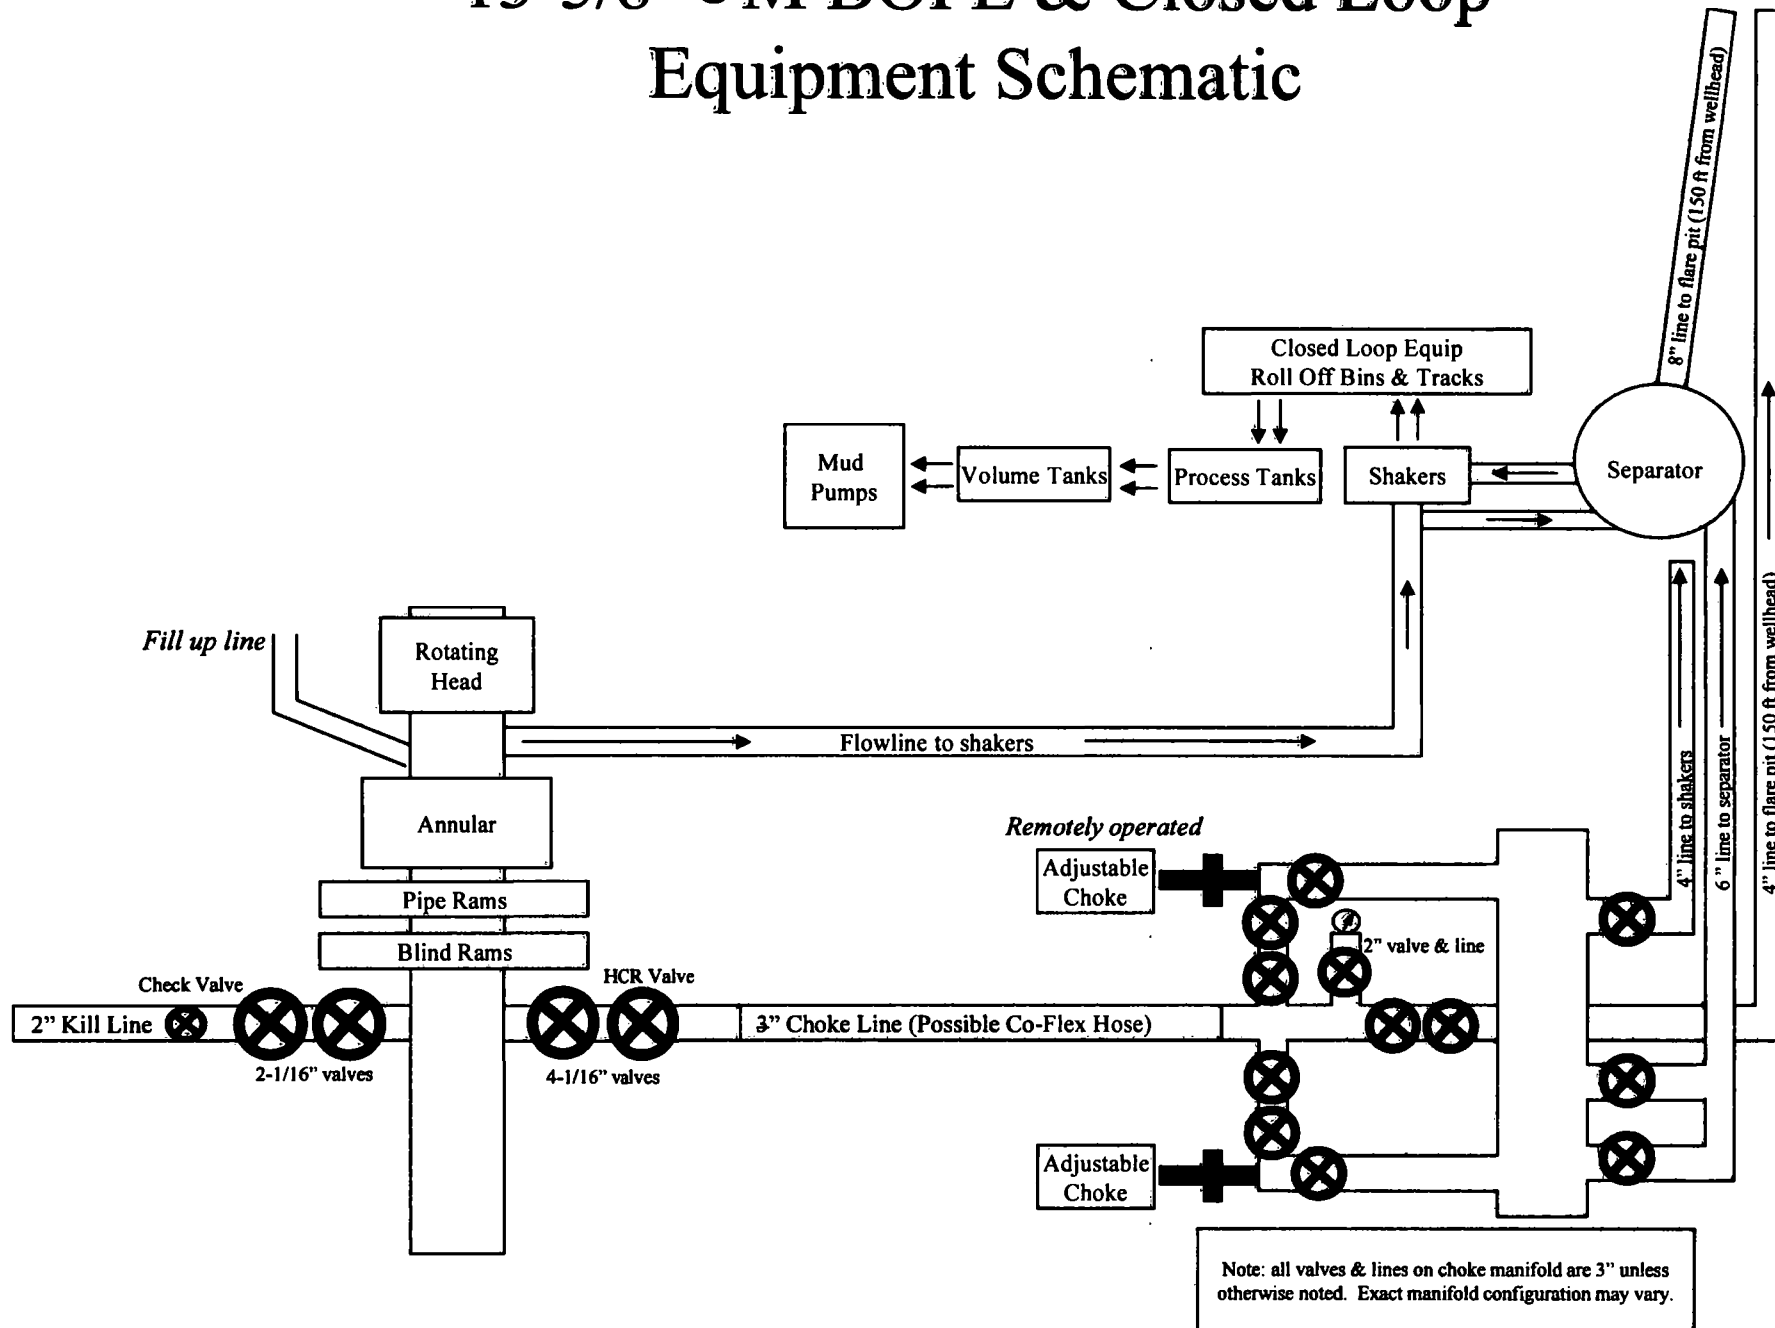 BOPE & Closed Loop
Equipment Schematic
8” line to flare pit (150 ft from wellhead)
Closed Loop Equip
Roll Off Bins & Tracks
Mud
Pumps
Volume Tanks
Process Tanks
Shakers
Separator
Fill up line
Rotating
Head
Flowline to shakers
Annular
Pipe Rams
Blind Rams
Remotely operated
Adjustable
Choke
2” valve & line
4” line to shakers
6 ” line to separator
4” line to flare pit (150 ft from wellhead)
Check Valve
HCR Valve
2” Kill Line
3” Choke Line (Possible Co-Flex Hose)
2-1/16” valves
4-1/16” valves
Adjustable
Choke
Note: all valves & lines on choke manifold are 3” unless
otherwise noted. Exact manifold configuration may vary.